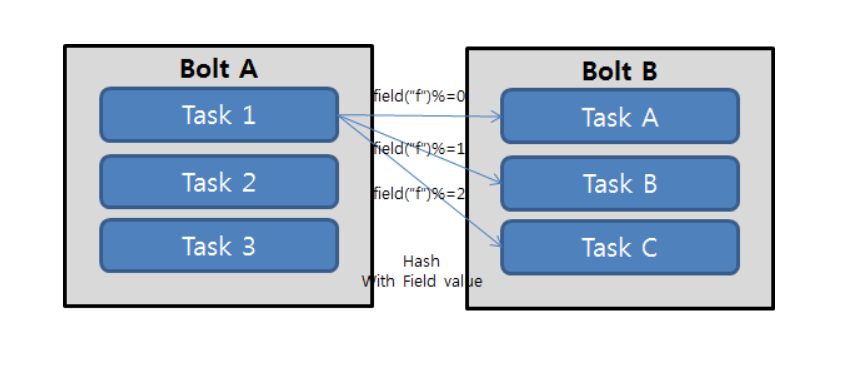 Bolt A
Task 1
Task 2
Task 3
field("f")%=0
field("f")%=1
field("f")%=2
Hash
With Field value
Bolt B
Task A
Task B
Task C